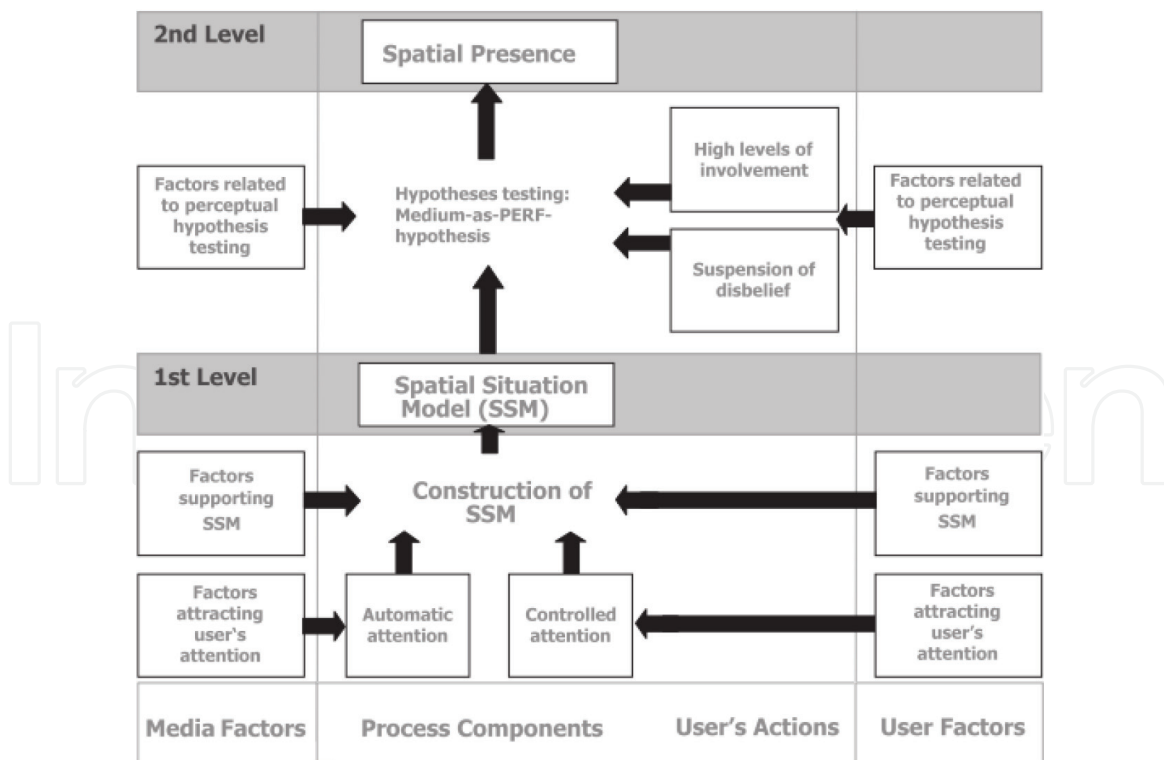 2nd Level
Spatial Presence
High levels of
involvement
Factors related
to perceptual
hypothesis
testing
Hypotheses testing:
Medium-as-PERF-
hypothesis
Factors related
to perceptual
hypothesis
testing
Suspension of
disbelief
1st Level
Spatial Situation
Model (SSM)
Factors
supporting
SSM
Construction of
SSM
Factors
supporting
SSM
Factors
attracting
user‘s
attention
Automatic
attention
Controlled
attention
Factors
attracting
user’s
attention
Media Factors
Process Components
User’s Actions
User Factors